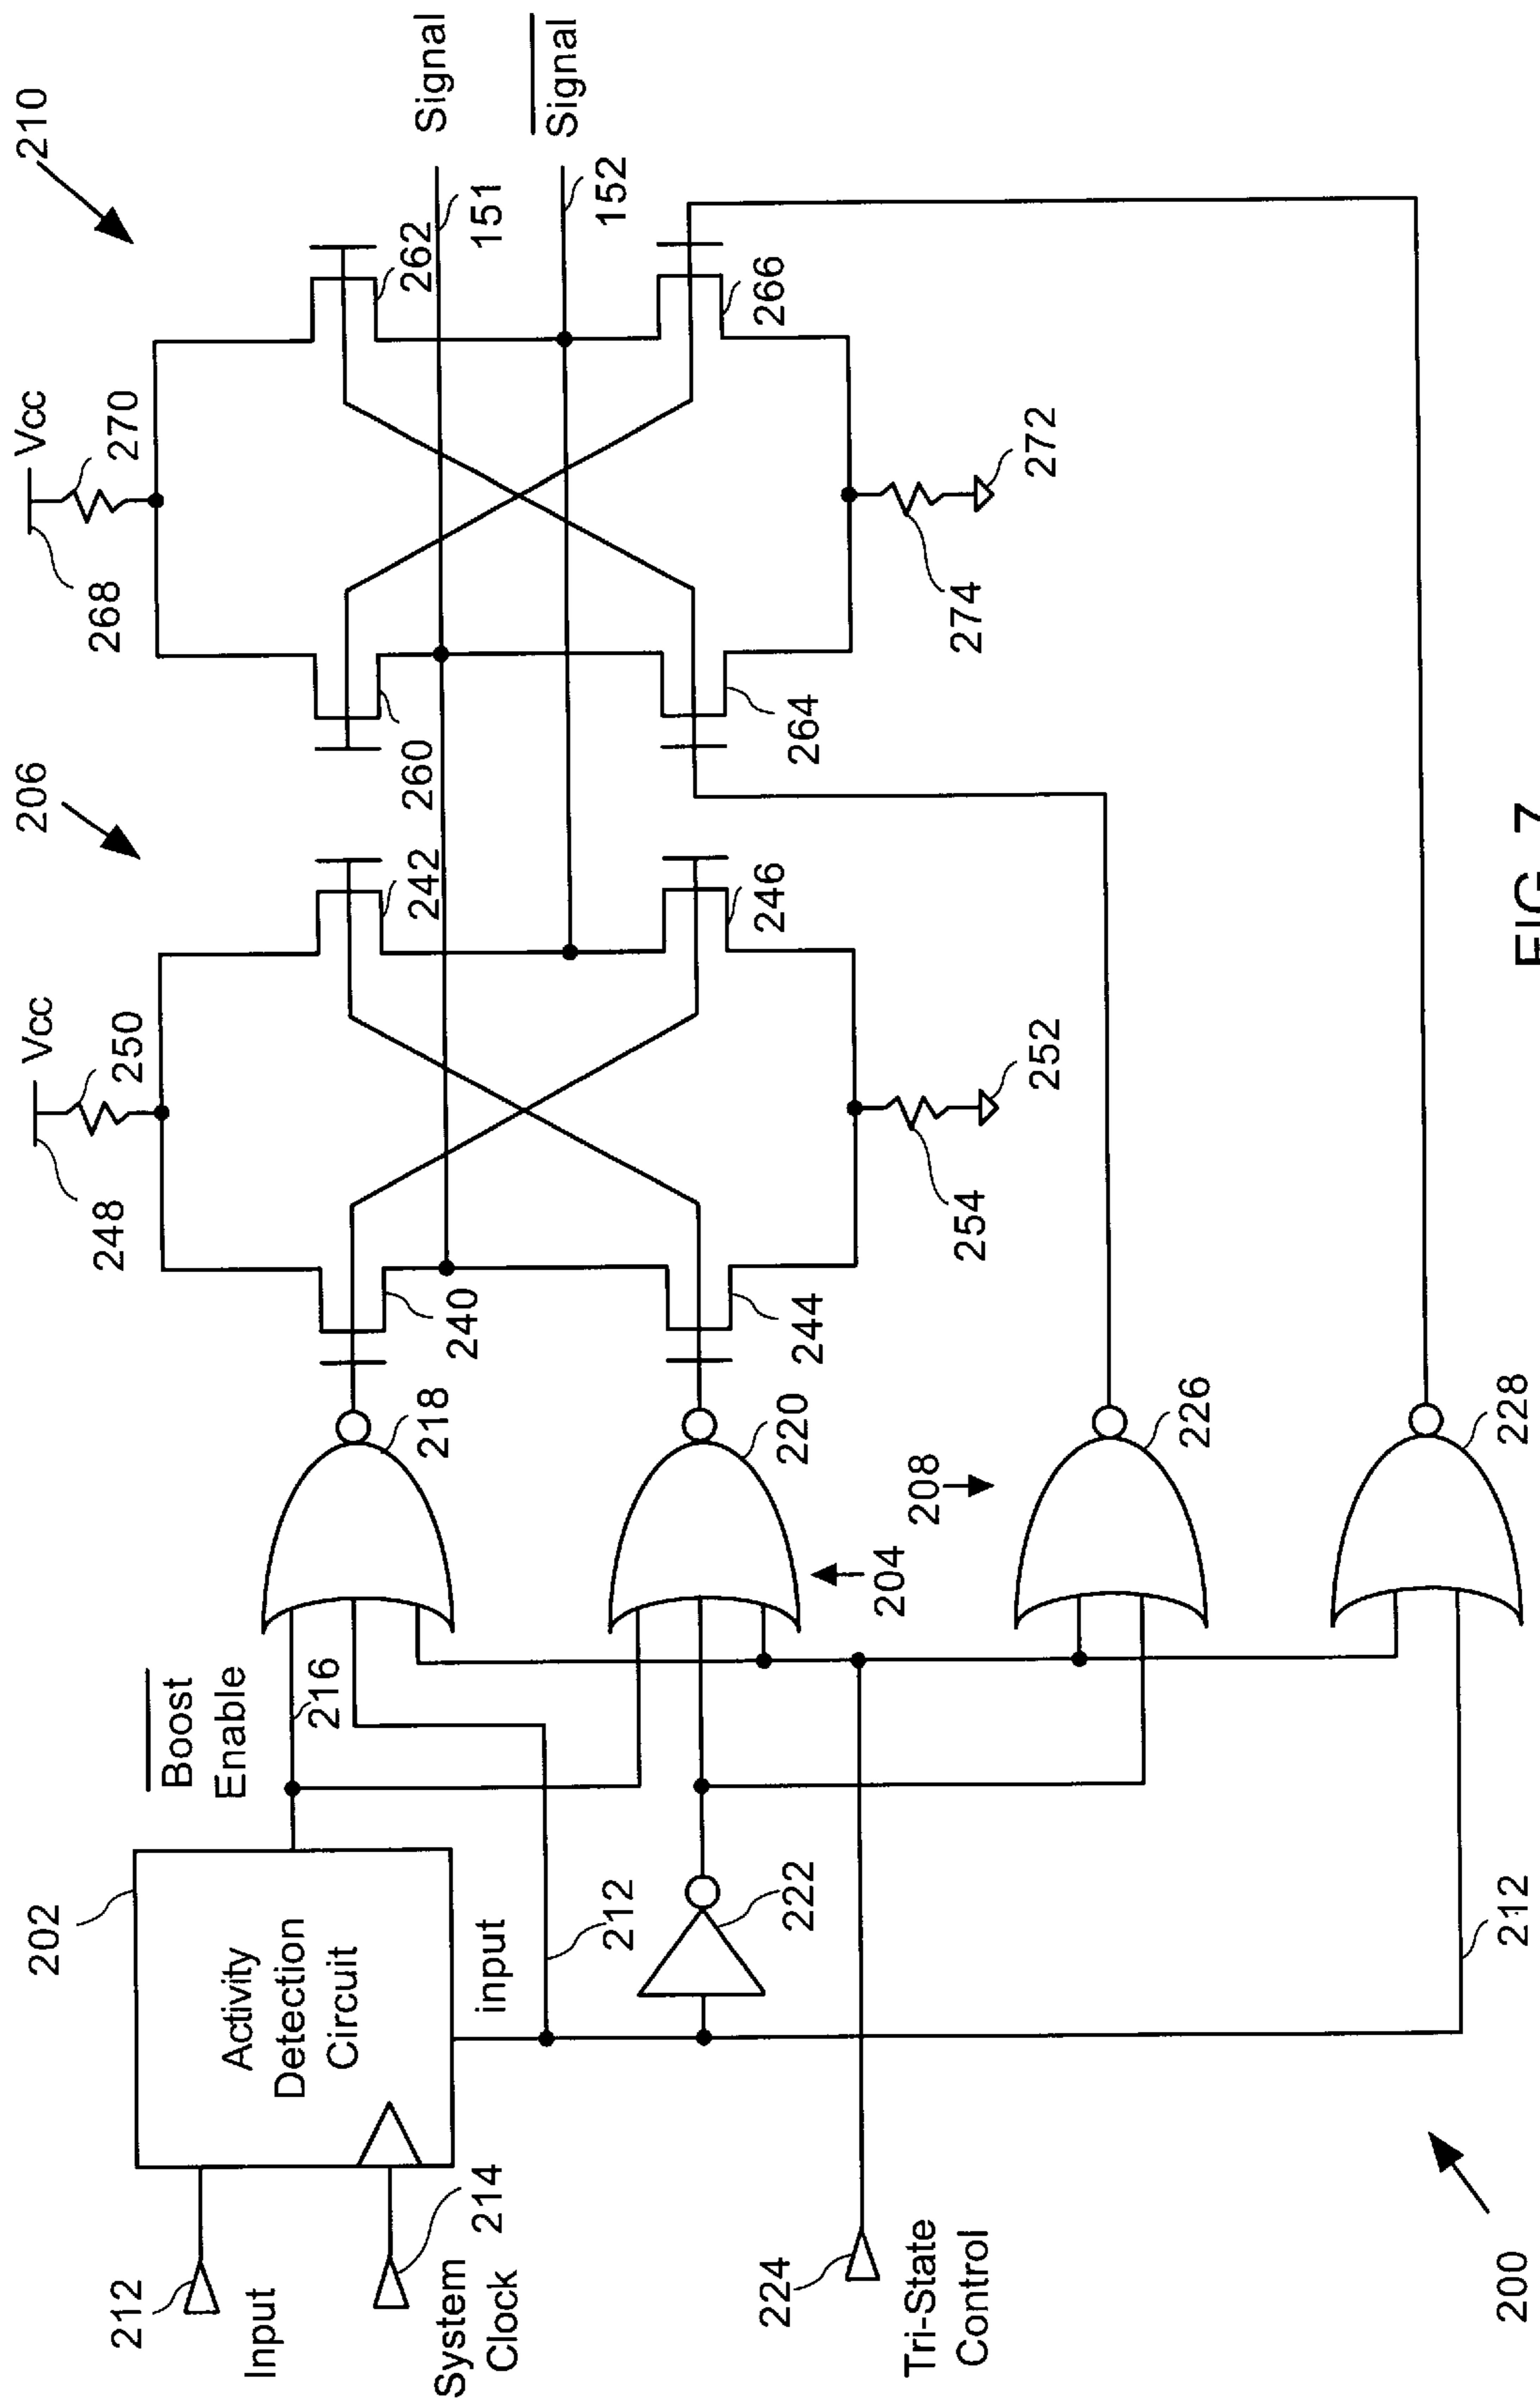 210
206
Vcc
268
270
Vcc
248
250
Signal
151
Signal
152
262
260
242
240
266
264
246
244
272
274
252
254
202
Activity
Detection
Circuit
212
Input
214
System
Clock
Boost
Enable
216
218
input
212
220
222
204
208
226
224
Tri-State
Control
228
212
200
FIG. 7